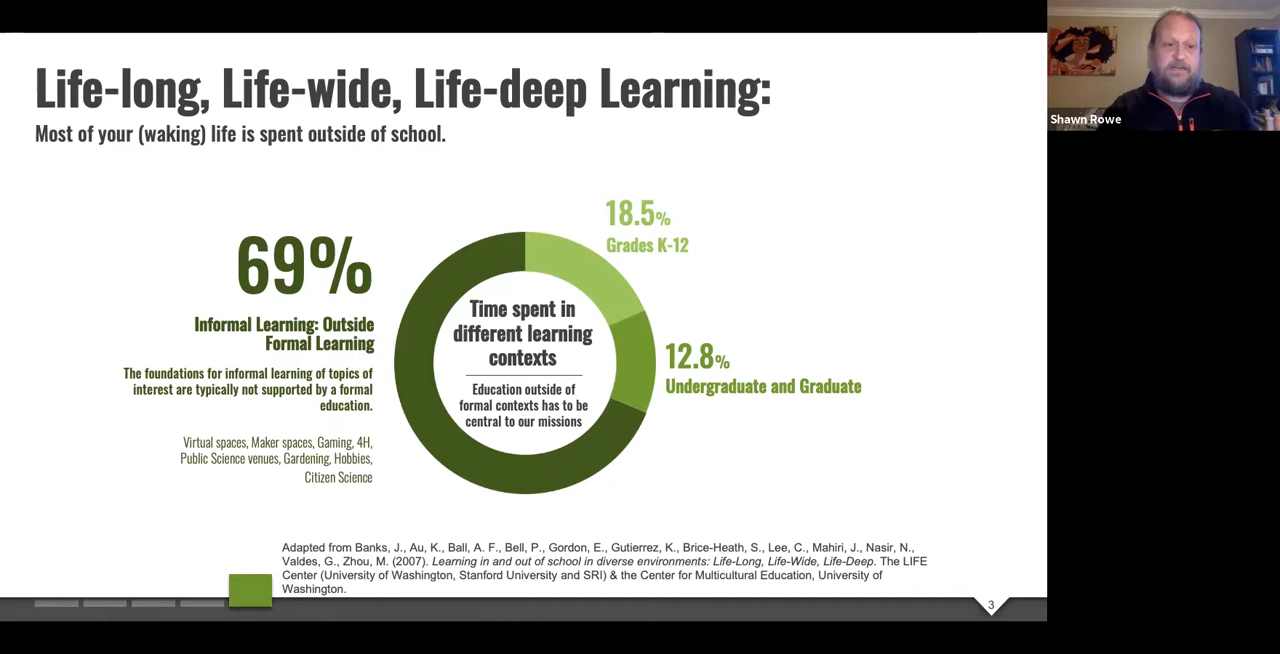 Life-long, Life-wide, Life-deep Learning:
Most of your (waking) life is spent outside of school.
Shawn Rowe
18.5%
Grades K-12
69%
Informal Learning: Outside
Formal Learning
The foundations for informal learning of topics of
interest are typically not supported by a formal
education.
Virtual spaces, Maker spaces, Gaming, 4H,
Public Science venues, Gardening, Hobbies,
Citizen Science
Time spent in
different learning
contexts
Education outside of
formal contexts has to be
central to our missions
12.8%
Undergraduate and Graduate
Adapted from Banks, J., Au, K., Ball, A. F., Bell, P., Gordon, E., Gutierrez, K., Brice-Heath, S., Lee, C., Mahiri, J., Nasir, N.,
Valdes, G., Zhou, M. (2007). Learning in and out of school in diverse environments: Life-Long, Life-Wide, Life-Deep. The LIFE
Center (University of Washington, Stanford University and SRI) & the Center for Multicultural Education, University of
Washington.
3